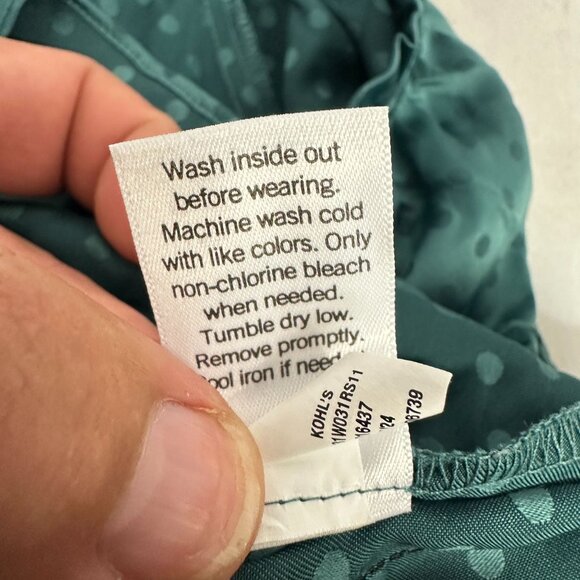 Wash inside out
before wearing.
Machine wash cold
with like colors. Only
non-chlorine bleach
when needed.
Tumble dry low.
Remove promptly.
iron if
KOHL'S